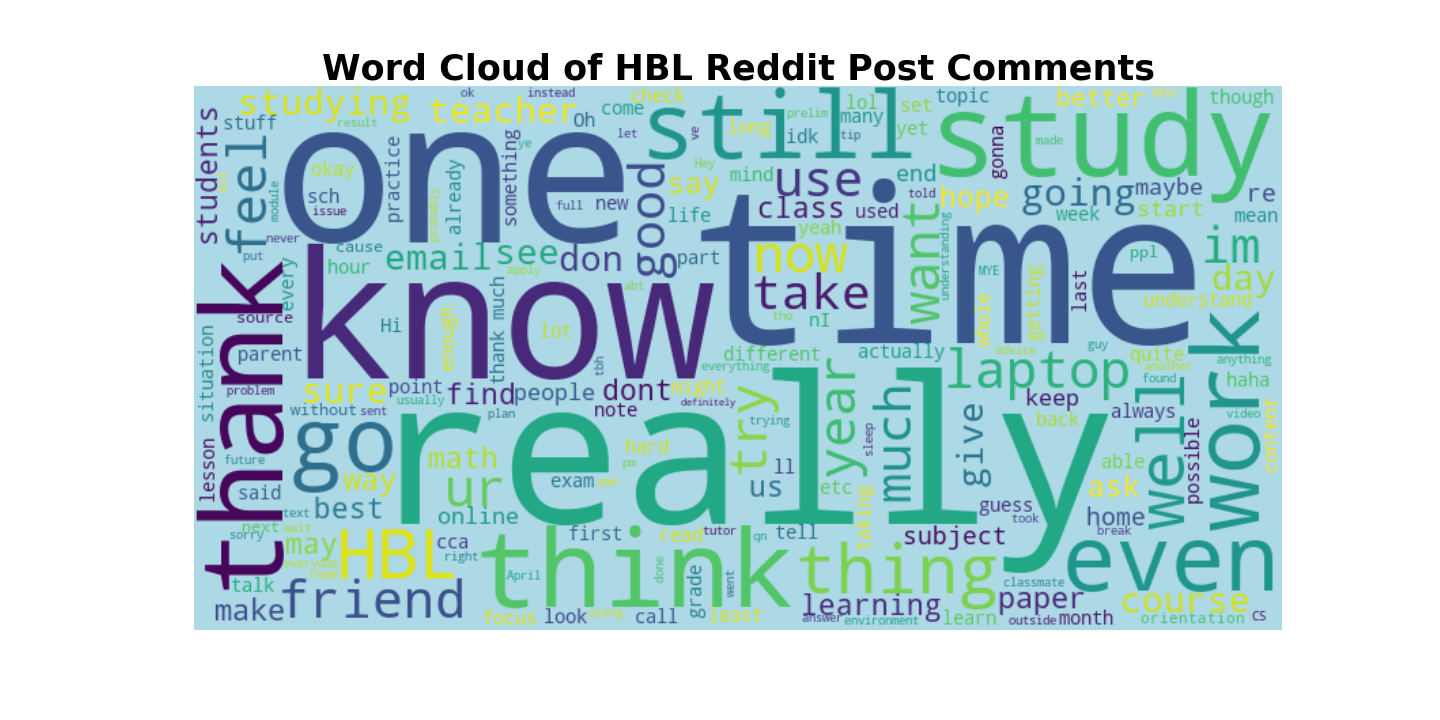 Word Cloud of HBL Reddit Post Comments
studying
ok
instead
teacher
Oh
come
check
still
lol
set
topic
better
though
stuff
result
let
ve
long
prelim
many
idk
tip
yet
study
gonna
made
students
feel
one
okay
sch
issue
practice
already
probably
something
ye
full
new
good
say
Hey
life
mind
use
class
used
end
told
hope
going
week
maybe
start
re
mean
module
never
put
cause
hour
email
see
don
part
yeah
now
take
time
want
understanding
MYE
ppl
im
day
understand
last
getting
whole
every
source
Hi
know
apply
abt
lot
enough
thank much
tho
nI
situation
parent
problem
thank
sure
point
usually
find
people
tbh
dont
note
might
different
everything
definitely
actually
advice
guy
quite
another
laptop
found
anything
haha
work
without
sent
plan
really
try
trying
year
sleep
much
give
keep
back
always
well
possible
video
content
lesson
future
said
text
go
way
best
math
ur
online
exam
hard
pm
us
ll
etc
taking
guess
took
able
ask
home
break
next
wait
sorry
may
everyone
HBL
cca
right
first
read
tutor
qn
tell
subject
even
talk
make
friend
think
April
done
grade
went
thing
classmate
learning
paper
course
focus
look
string
call
least
answer
environment
learn
outside
month
orientation
CS